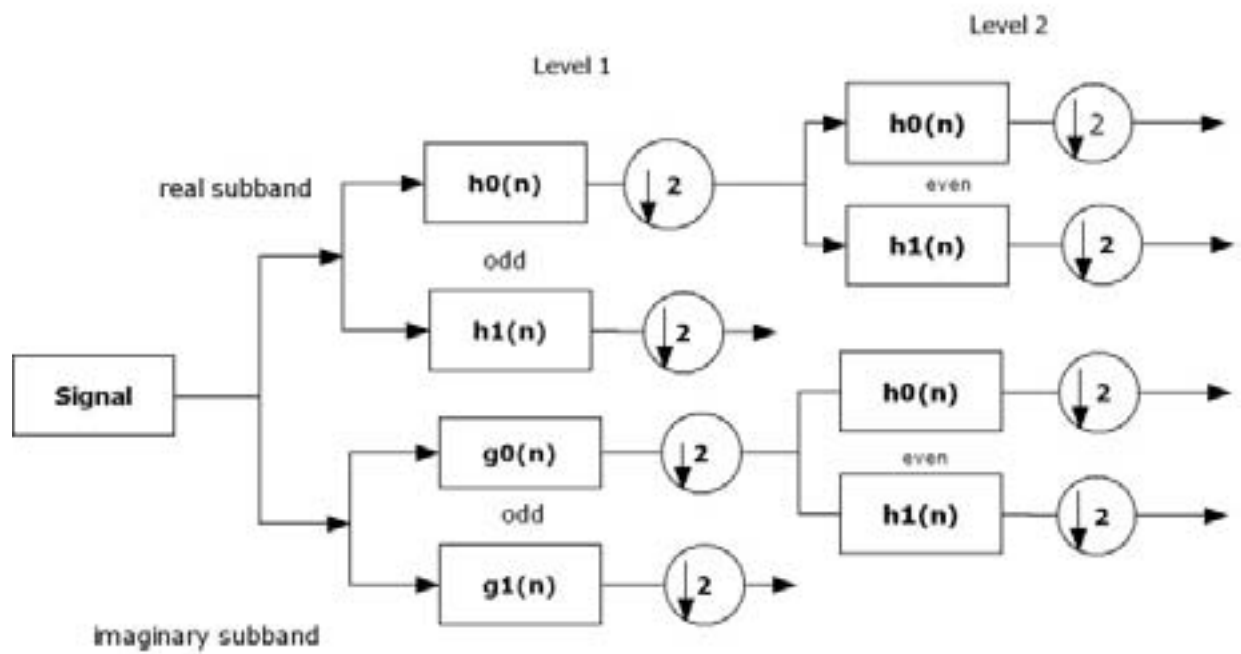 Level 2
Level 1
h0(n)
2
real subband
h0(n)
2
even
h1(n)
2
odd
h1(n)
2
Signal
h0(n)
2
g0(n)
2
even
odd
h1(n)
2
g1(n)
2
imaginary subband